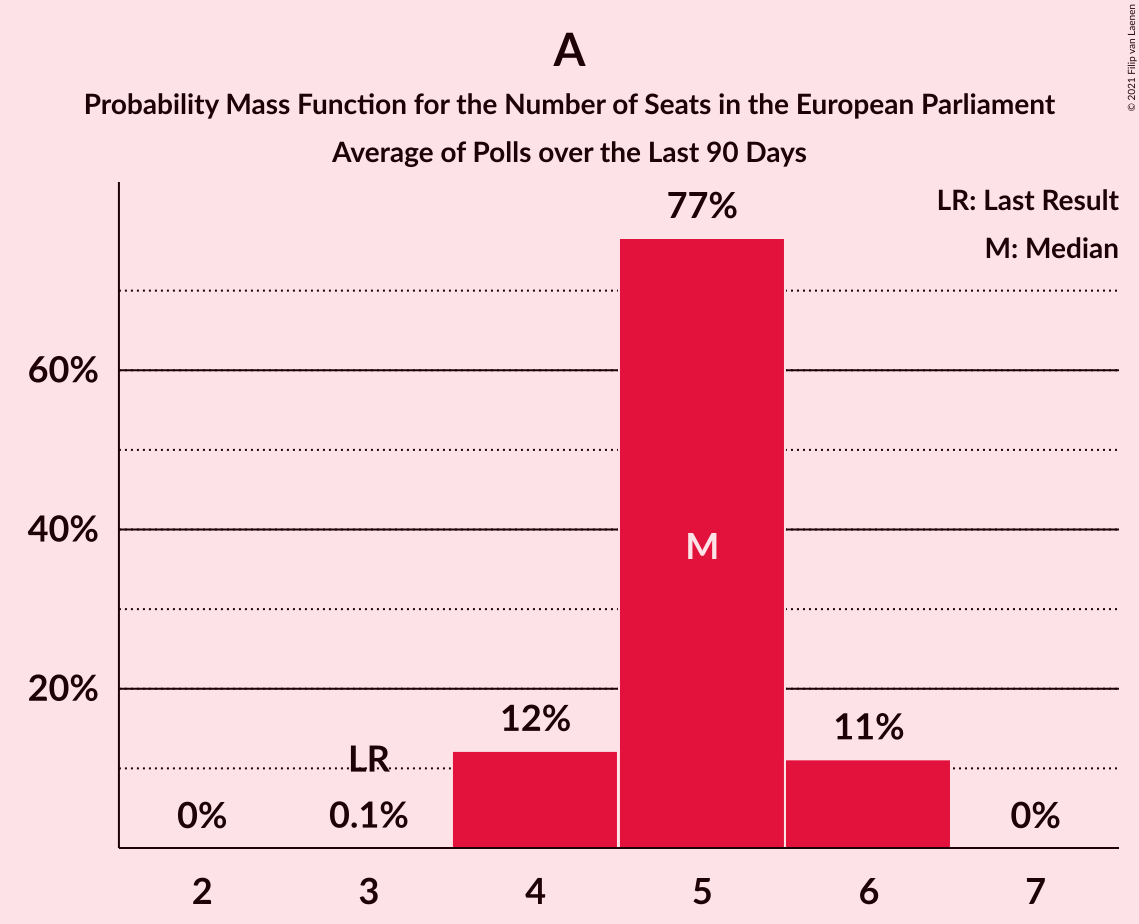 A
Probability Mass Function for the Number of Seats in the European Parliament
Average of Polls over the Last 90 Days
© 2021 Filip van Laenen
LR: Last Result
M: Median
77%
60%
40%
M
20%
12%
11%
LR
0%
0.1%
0%
2 3 4 5 6 7